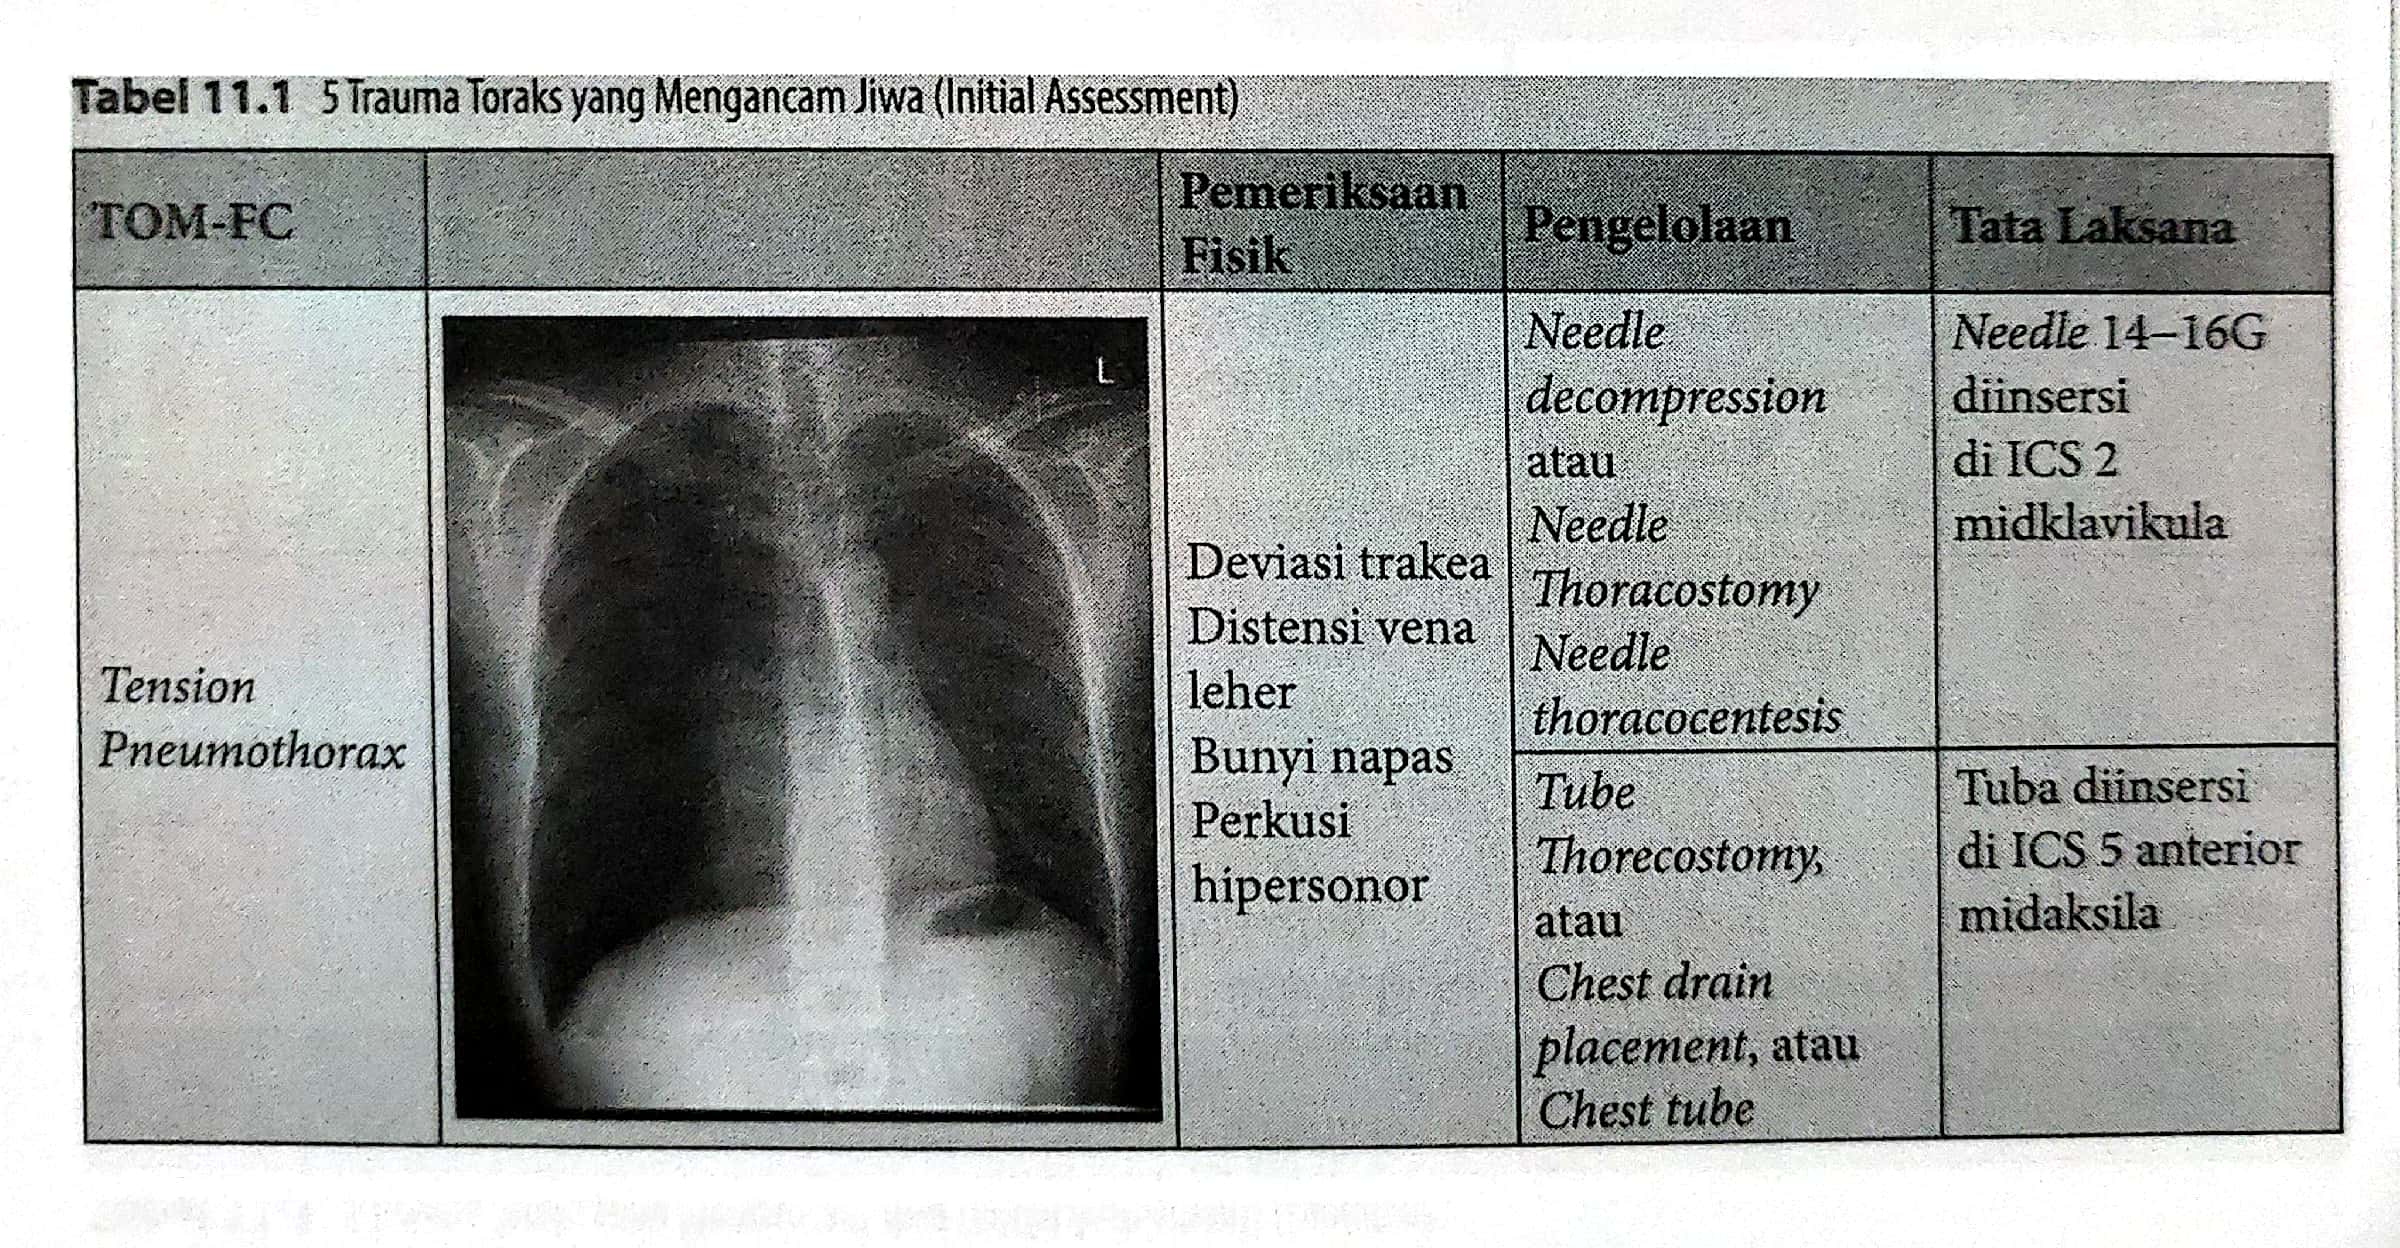 Tabel 11.1 5 Trauma Toraks yang Mengancam Jiwa (Initial Assessment)
TOM-FC
Pemeriksaan
Fisik
Pengelolaan
Tata Laksana
Tension
Pneumothorax
L
Deviasi trakea
Distensi vena
leher
Bunyi napas
Perkusi
hipersonor
Needle
decompression
atau
Needle
Thoracostomy
Needle
thoracocentesis
Needle 14–16G
diinsersi
di ICS 2
midklavikula
Tube
Thorecostomy,
atau
Chest drain
placement, atau
Chest tube
Tuba diinsersi
di ICS 5 anterior
midaksila